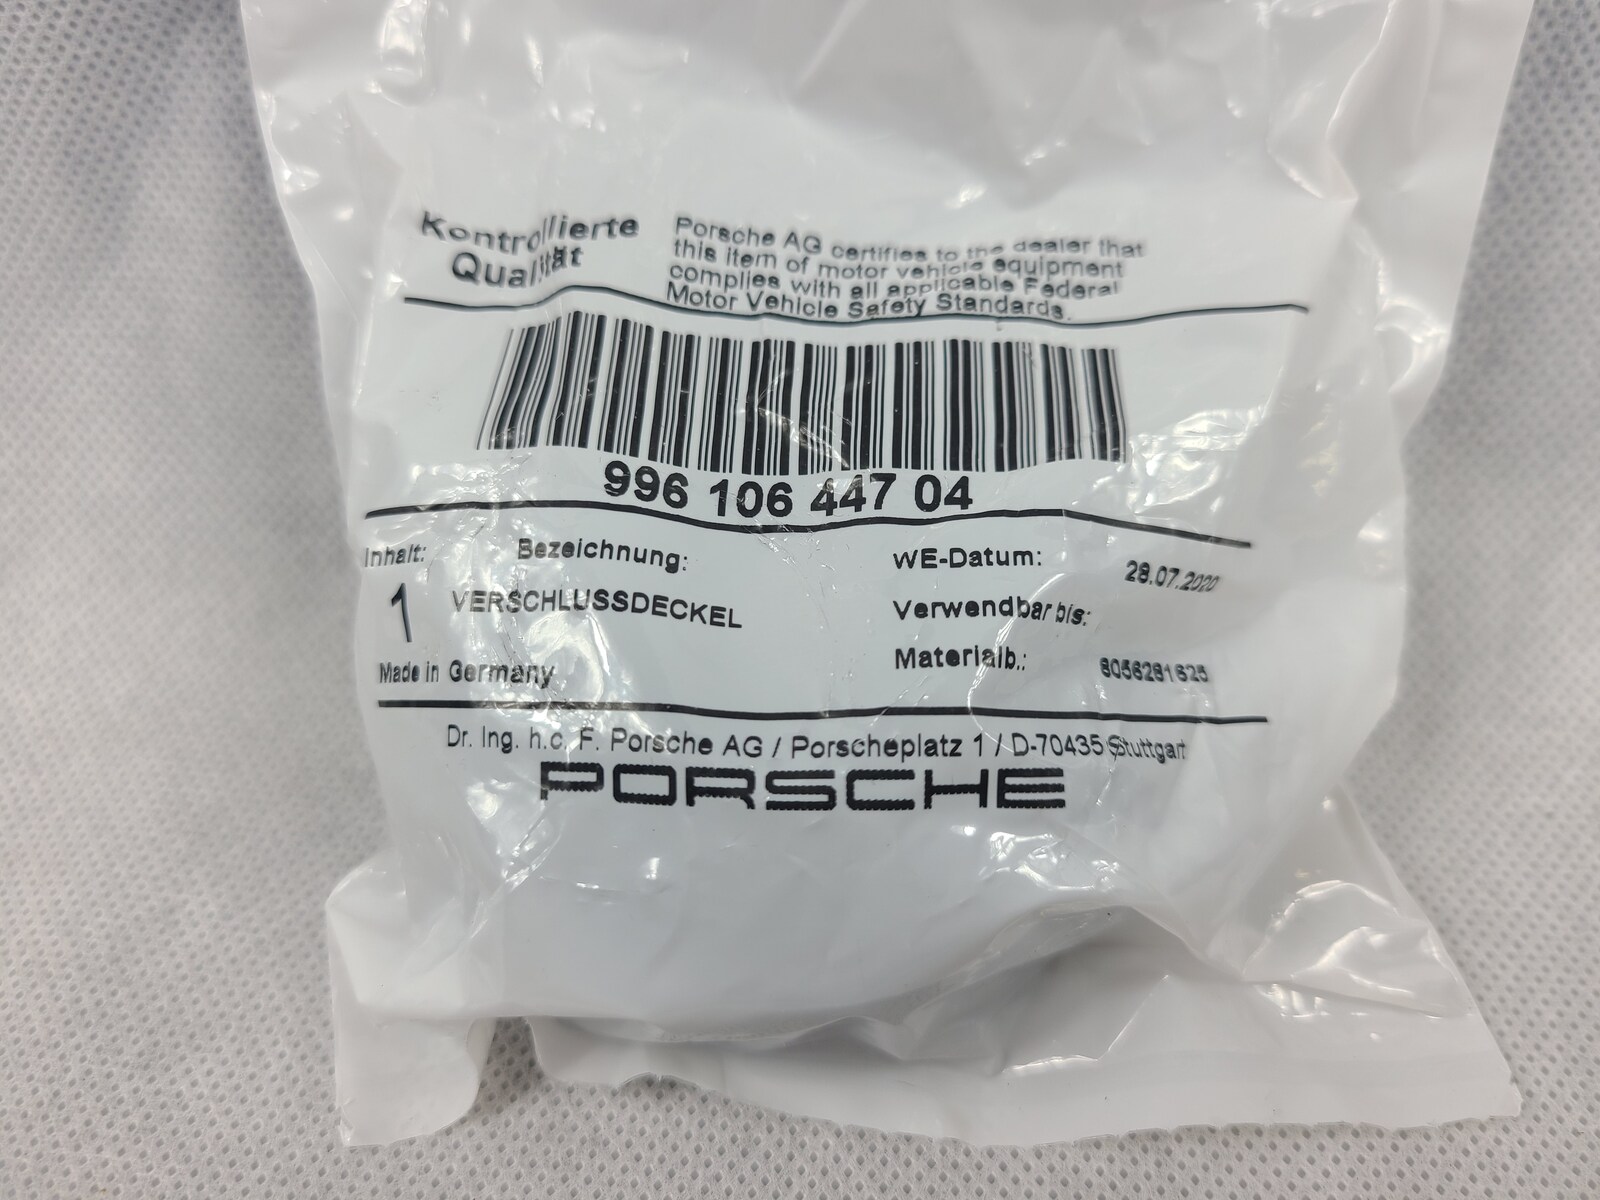 Kontrollierte
Qualität
Porsche AG certifies to the dealer that
this item of motor vehicle equipment
complies with all applicable Federal
Motor Vehicle Safety Standards.
996 106 447 04
Inhalt: Bezeichnung:
1 VERSCHLUSSDECKEL
Made in Germany
WE-Datum: 28.07.2020
Verwendbar bis:
Materialb.: 8056281625
Dr. Ing. h.c. F. Porsche AG / Porscheplatz 1 / D-70435 Stuttgart
PORSCHE